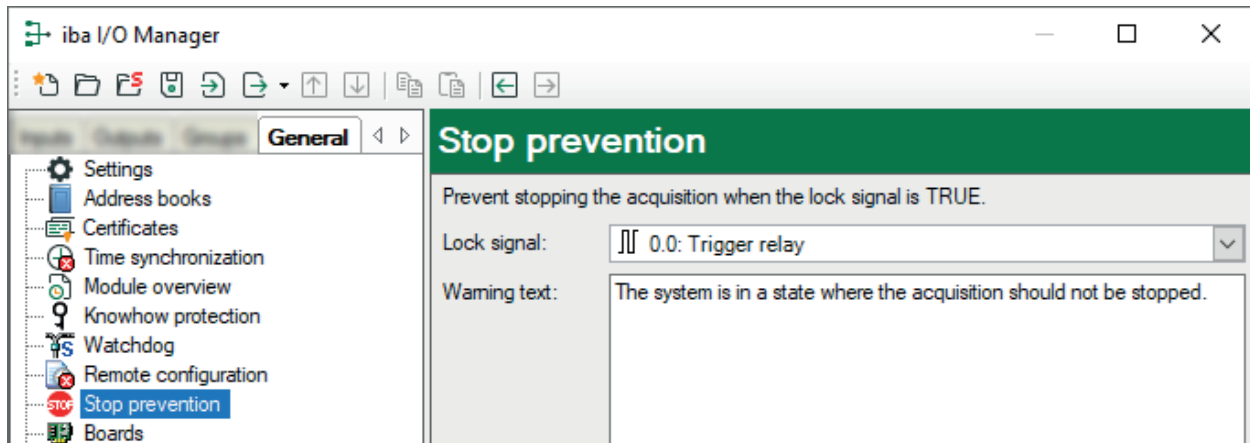 iba I/O Manager
General
Settings
Address books
Certificates
Time synchronization
Module overview
Knowhow protection
Watchdog
Remote configuration
STOP Stop prevention
Boards
Stop prevention
Prevent stopping the acquisition when the lock signal is TRUE.
Lock signal: 0.0: Trigger relay
Warning text: The system is in a state where the acquisition should not be stopped.